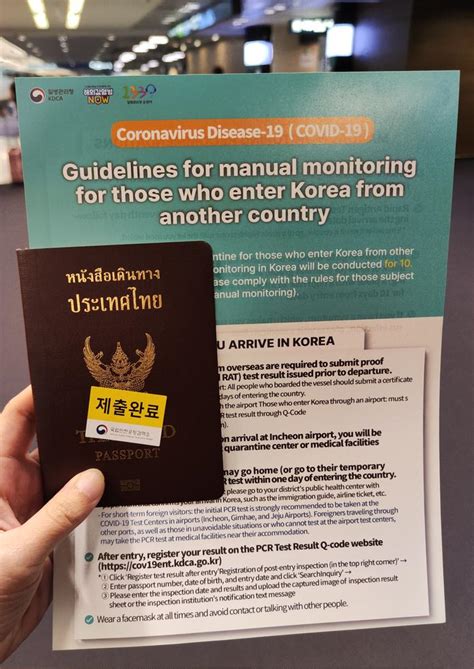 질병관리청
KDCA
해외감염병
NOW
1339
Coronavirus Disease-19 ( COVID-19 )
Guidelines for manual monitoring
for those who enter Korea from
another country
ntine for those who enter Korea from other
onitoring in Korea will be conducted for 10.
ase comply with the rules for those subject
anual monitoring).
หนังสือเดินทาง
ประเทศไทย
제출완료
PASSPORT
U ARRIVE IN KOREA
m overseas are required to submit proof
RAT) test result issued prior to departure.
port: All people who boarded the vessel should submit a certificate
days of entering the country.
h the airport Those who enter Korea through an airport: must s
R test result through Q-Code
on arrival at Incheon airport, you will be
quarantine center or medical facilities
may go home (or go to their temporary
R test within one day of entering the country.
please go to your district's public health center with
arrival in Korea, such as the immigration guide, airline ticket, etc.
- For short term foreign visitors: the initial PCR test is strongly recommended to be taken at the
COVID-19 Test Centers in airports (Incheon, Gimhae, and Jeju Airports). Foreigners traveling through
other ports, as well as those in unavoidable situations or who cannot test at the airport test centers,
may take the PCR test at medical facilities near their accommodation.
After entry, register your result on the PCR Test Result Q-code website
(https://cov19ent.kdca.go.kr)
* ① Click 'Register test result after entry' 'Registration of post-entry inspection (in the top right corner)' →
② Enter passport number, date of birth, and entry date and click 'Search Inquiry' →
③ Please enter the inspection date and results and upload the captured image of inspection result
sheet or the inspection institution's notification text message
Wear a facemask at all times and avoid contact or talking with other people.